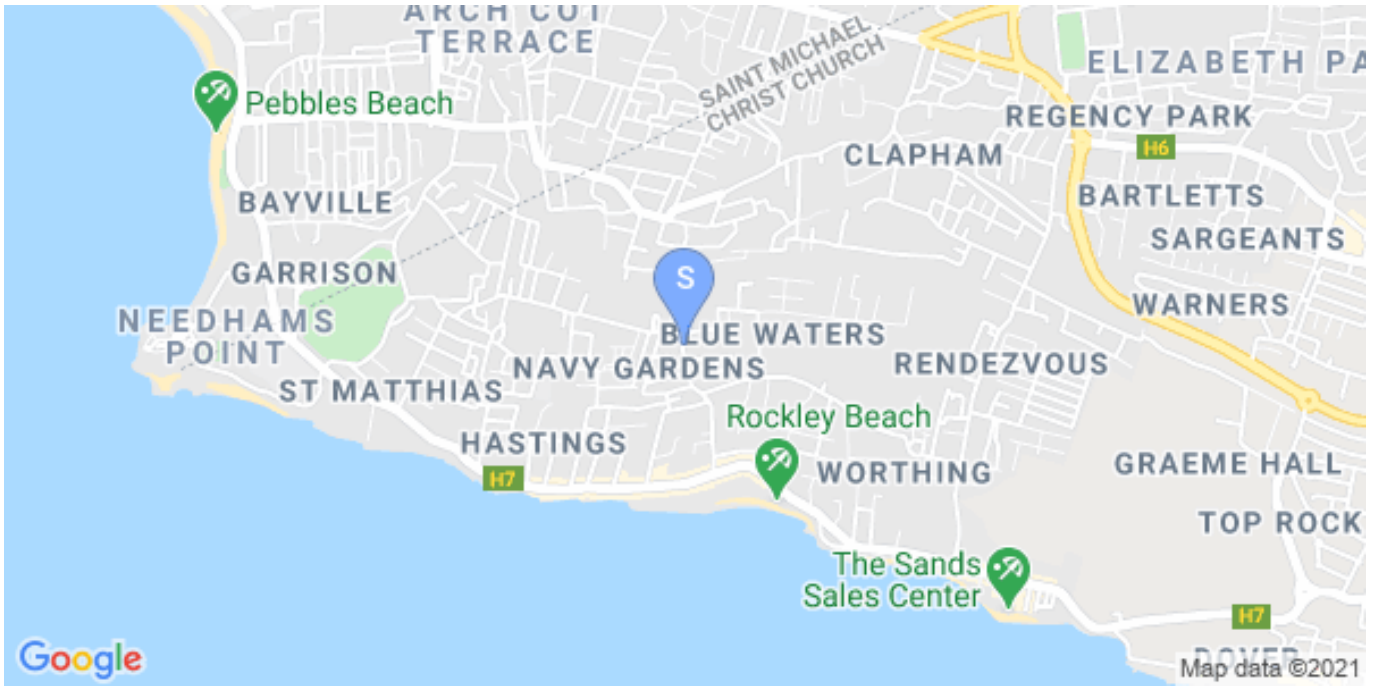 ARCH COT
TERRACE
SAINT MICHAEL
CHRIST CHURCH
ELIZABETH PA
Pebbles Beach
REGENCY PARK
H6
CLAPHAM
BAYVILLE
BARTLETTS
SARGEANTS
GARRISON
S
WARNERS
NEEDHAMS
POINT
BLUE WATERS
NAVY GARDENS
RENDEZVOUS
ST MATTHIAS
Rockley Beach
HASTINGS
WORTHING
GRAEME HALL
H7
TOP ROCK
The Sands
Sales Center
H7
DOVER
Google
Map data ©2021